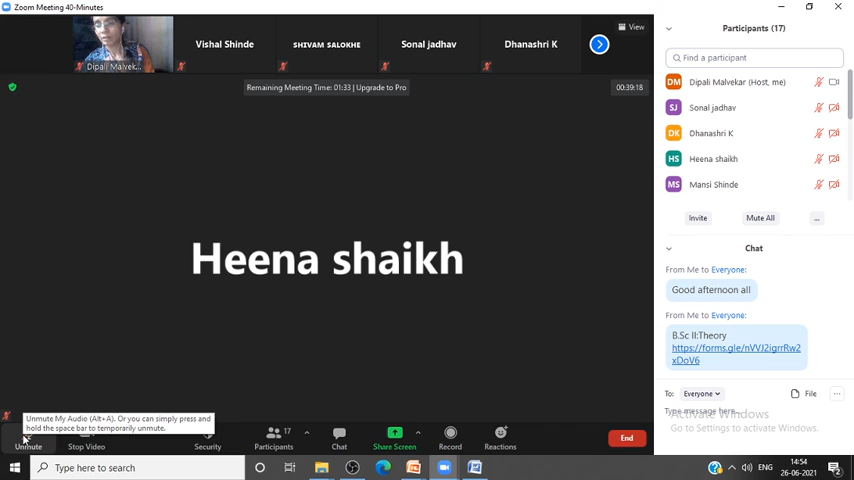 Zoom Meeting 40-Minutes
Dipali Malvek...
Vishal Shinde
SHIVAM SALOKHE
Sonal jadhav
Dhanashri K
View
Remaining Meeting Time: 01:33 | Upgrade to Pro
00:39:18
Heena shaikh
Unmute My Audio (Alt+A). Or you can simply press and
hold the space bar to temporarily unmute.
Unmute
Stop Video
Security
17
Participants
Chat
Share Screen
Record
Reactions
End
Participants (17)
Find a participant
DM Dipali Malvekar (Host, me)
SJ Sonal jadhav
DK Dhanashri K
HS Heena shaikh
MS Mansi Shinde
Invite
Mute All
...
Chat
From Me to Everyone:
Good afternoon all
From Me to Everyone:
B.Sc II:Theory
https://forms.gle/nVVJ2igrrRw2
xDoV6
To: Everyone
File
...
Type message here...
Activate Windows
Go to Settings to activate Windows.
Type here to search
ENG
14:54
26-06-2021
2